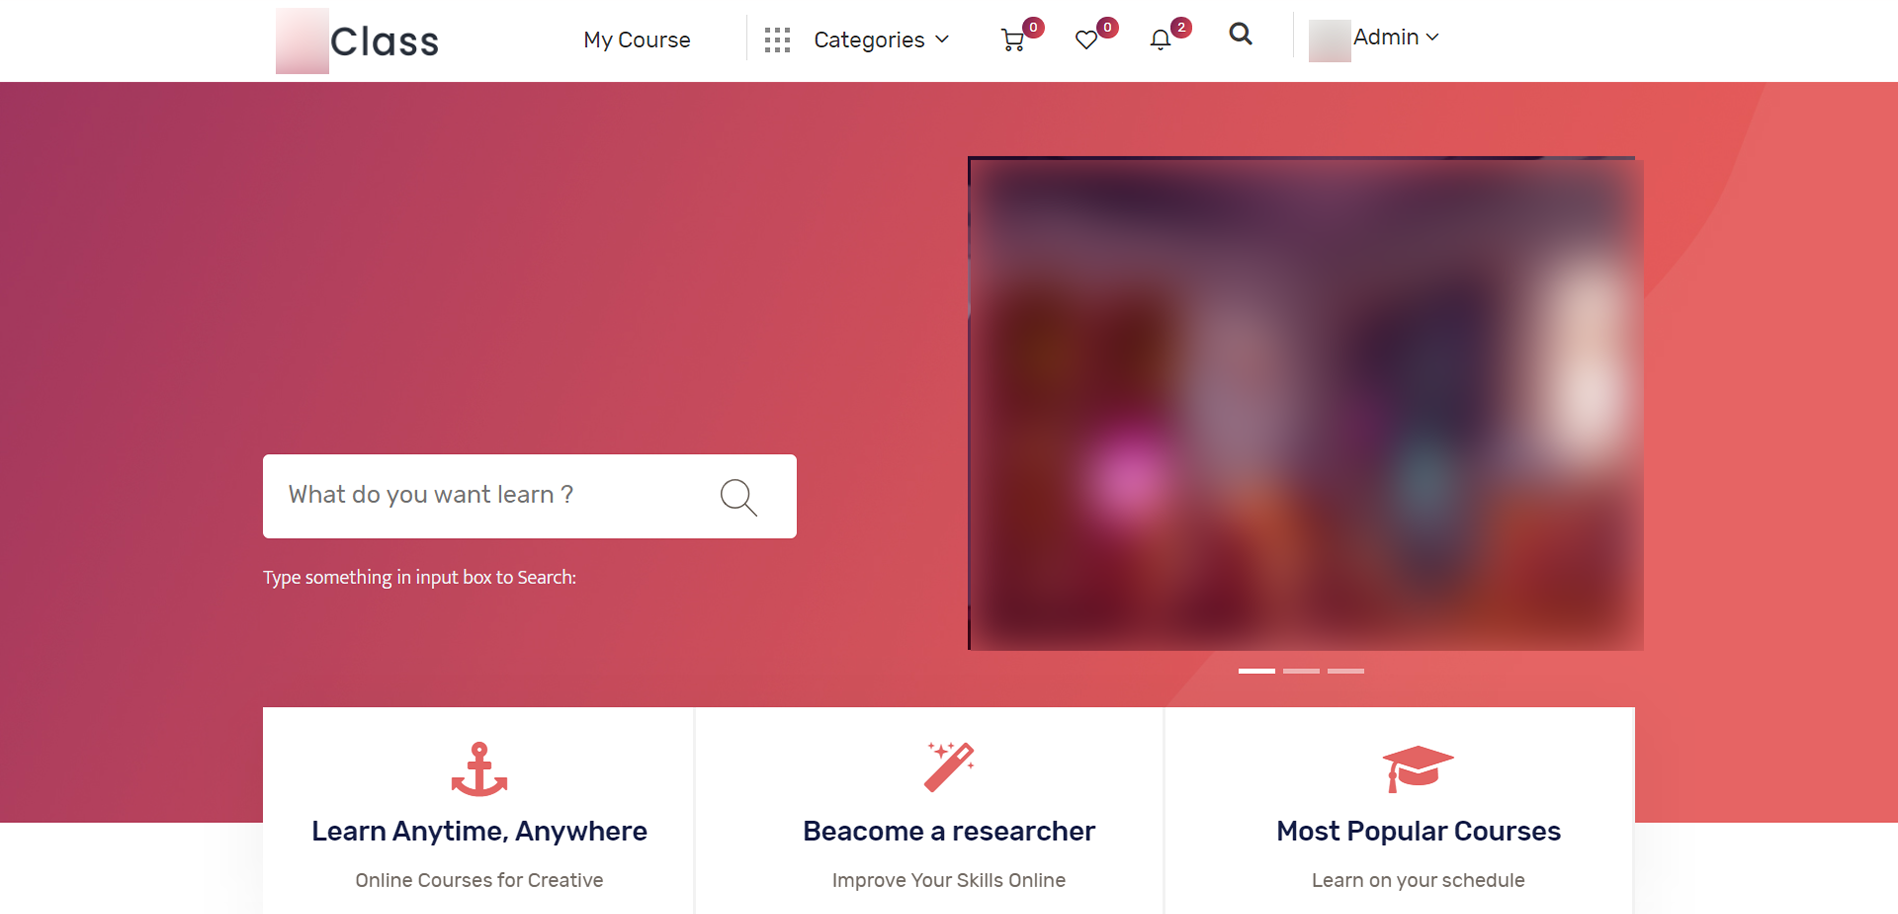 Class
My Course
Categories
0
0
2
Admin
What do you want learn ?
Type something in input box to Search:
Learn Anytime, Anywhere
Online Courses for Creative
Beacome a researcher
Improve Your Skills Online
Most Popular Courses
Learn on your schedule